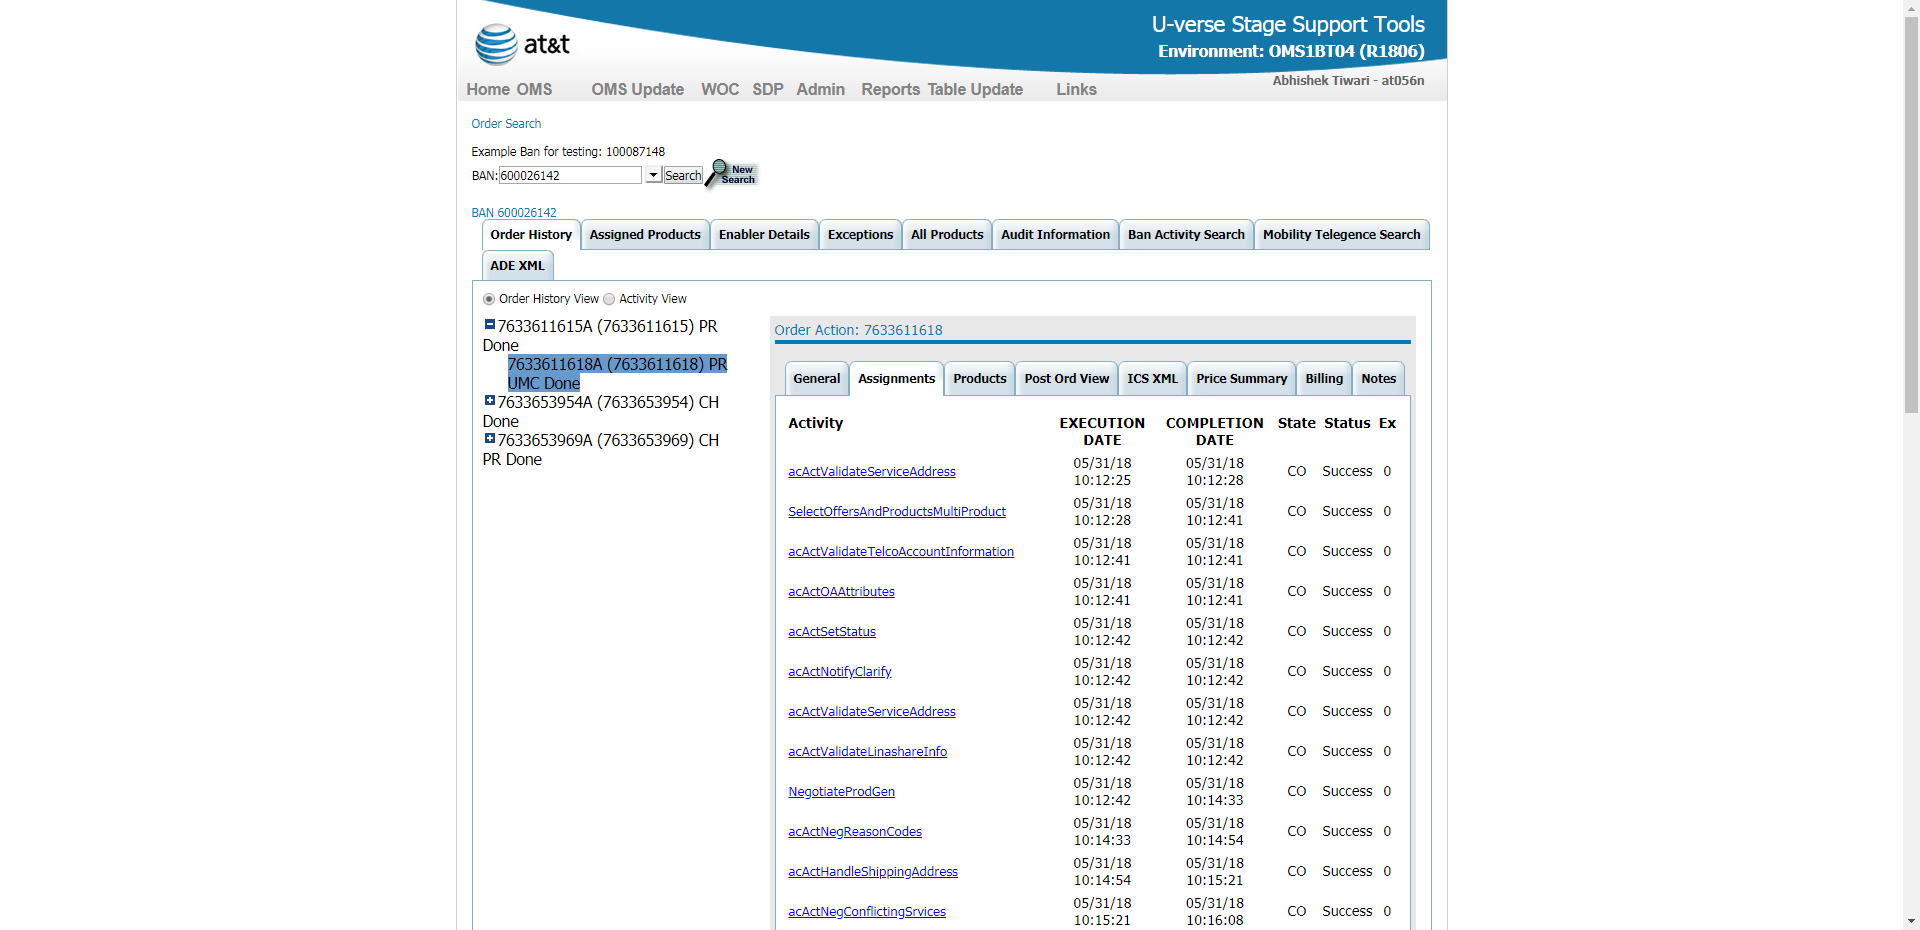 at&t
U-verse Stage Support Tools
Environment: OMS1BT04 (R1806)
Abhishek Tiwari - at056n
Home OMS OMS Update WOC SDP Admin Reports Table Update Links
Order Search
Example Ban for testing: 100087148
BAN: 600026142 Search New Search
BAN 600026142
Order History Assigned Products Enabler Details Exceptions All Products Audit Information Ban Activity Search Mobility Telegence Search
ADE XML
Order History View Activity View
7633611615A (7633611615) PR
Done
7633611618A (7633611618) PR
UMC Done
7633653954A (7633653954) CH
Done
7633653969A (7633653969) CH
PR Done
Order Action: 7633611618
General Assignments Products Post Ord View ICS XML Price Summary Billing Notes
Activity EXECUTION DATE COMPLETION DATE State Status Ex
acActValidateServiceAddress 05/31/18 10:12:25 05/31/18 10:12:28 CO Success 0
SelectOffersAndProductsMultiProduct 05/31/18 10:12:28 05/31/18 10:12:41 CO Success 0
acActValidateTelcoAccountInformation 05/31/18 10:12:41 05/31/18 10:12:41 CO Success 0
acActOAAttributes 05/31/18 10:12:41 05/31/18 10:12:41 CO Success 0
acActSetStatus 05/31/18 10:12:42 05/31/18 10:12:42 CO Success 0
acActNotifyClarify 05/31/18 10:12:42 05/31/18 10:12:42 CO Success 0
acActValidateServiceAddress 05/31/18 10:12:42 05/31/18 10:12:42 CO Success 0
acActValidateLinashareInfo 05/31/18 10:12:42 05/31/18 10:12:42 CO Success 0
NegotiateProdGen 05/31/18 10:12:42 05/31/18 10:14:33 CO Success 0
acActNegReasonCodes 05/31/18 10:14:33 05/31/18 10:14:54 CO Success 0
acActHandleShippingAddress 05/31/18 10:14:54 05/31/18 10:15:21 CO Success 0
acActNegConflictingSrvices 05/31/18 10:15:21 05/31/18 10:16:08 CO Success 0